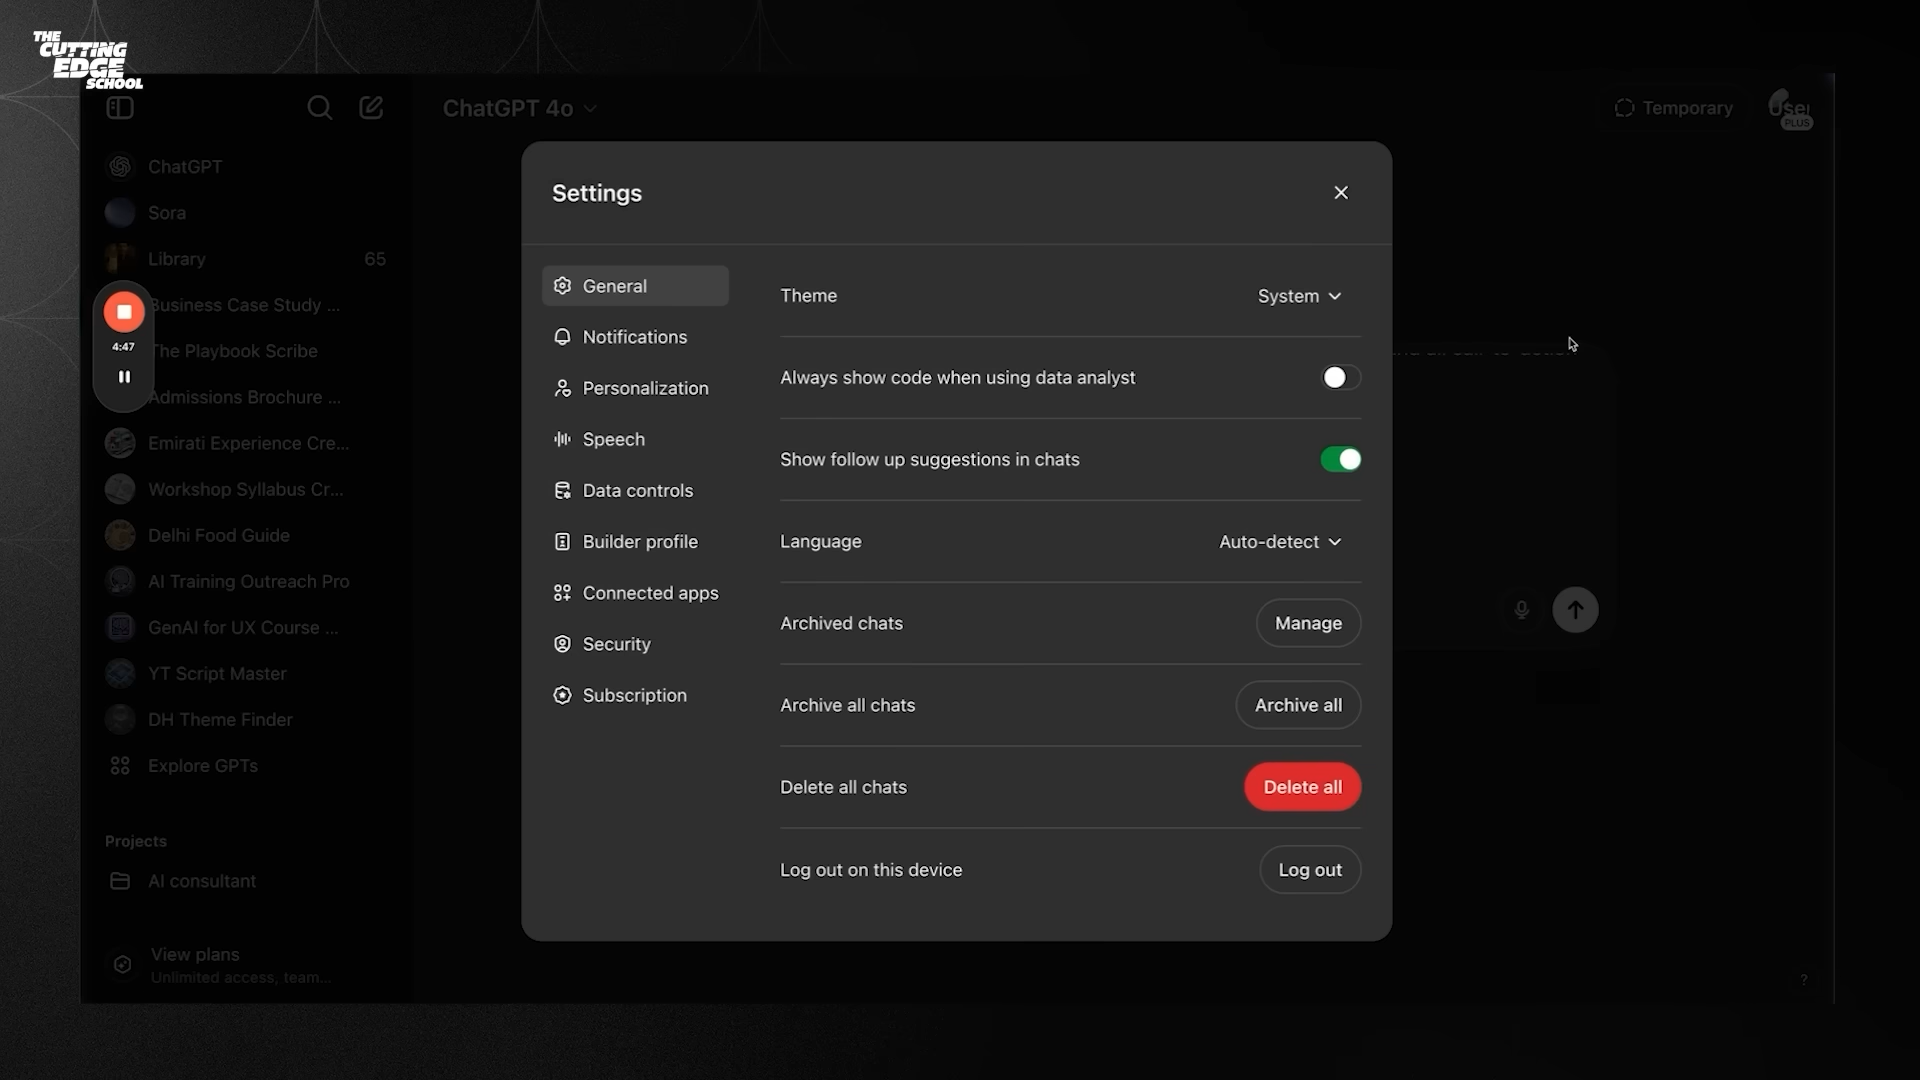 THE
CUTTING
EDGE
SCHOOL
ChatGPT 4o
Temporary
User
PLUS
ChatGPT
Sora
Library 65
Business Case Study ...
The Playbook Scribe
Admissions Brochure ...
Emirati Experience Cre...
Workshop Syllabus Cr...
Delhi Food Guide
AI Training Outreach Pro
GenAI for UX Course ...
YT Script Master
DH Theme Finder
Explore GPTs
Projects
AI consultant
View plans
Unlimited access, team...
4:47
Settings
General
Notifications
Personalization
Speech
Data controls
Builder profile
Connected apps
Security
Subscription
Theme System
Always show code when using data analyst
Show follow up suggestions in chats
Language Auto-detect
Archived chats Manage
Archive all chats Archive all
Delete all chats Delete all
Log out on this device Log out
?